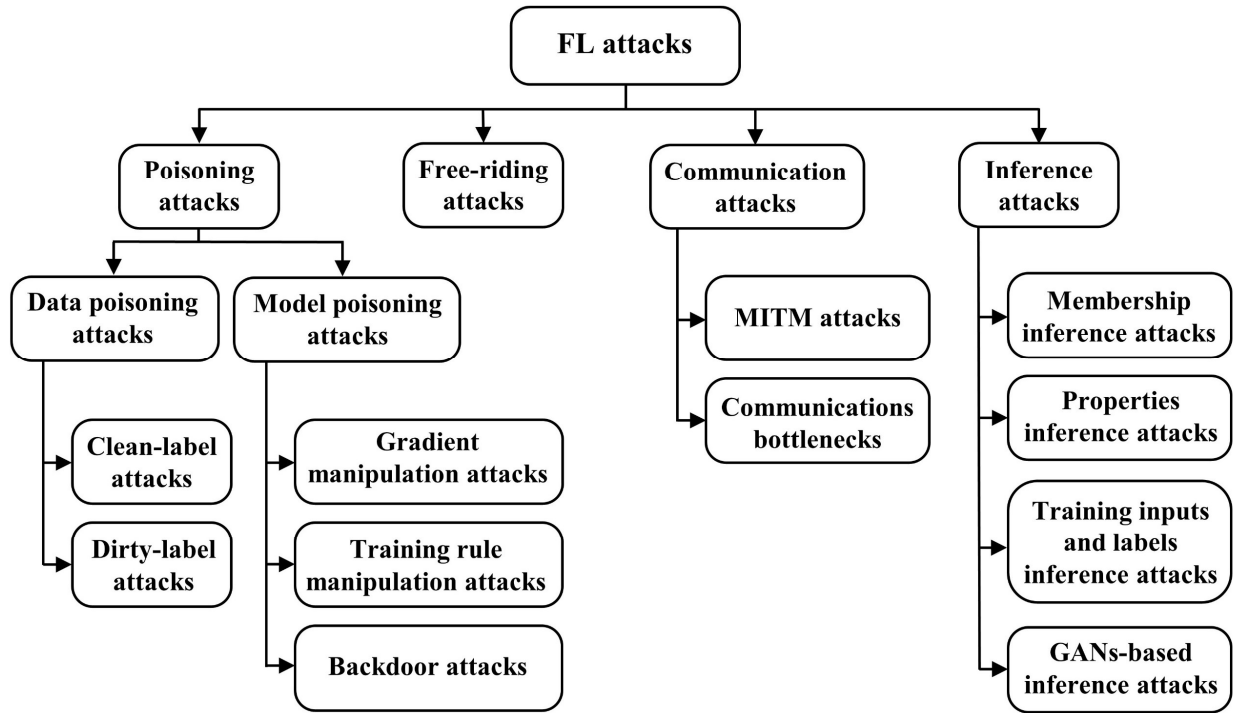 FL attacks
Poisoning
attacks
Free-riding
attacks
Communication
attacks
Inference
attacks
Data poisoning
attacks
Model poisoning
attacks
Clean-label
attacks
Dirty-label
attacks
Gradient
manipulation attacks
Training rule
manipulation attacks
Backdoor attacks
MITM attacks
Communications
bottlenecks
Membership
inference attacks
Properties
inference attacks
Training inputs
and labels
inference attacks
GANs-based
inference attacks